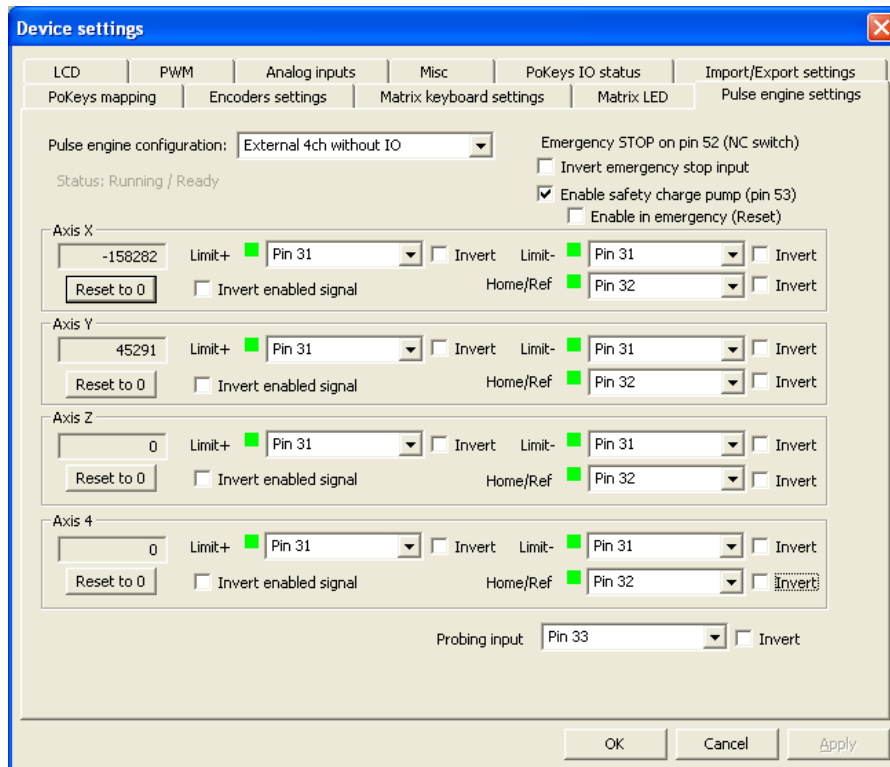 Device settings
LCD PWM Analog inputs Misc PoKeys IO status Import/Export settings
PoKeys mapping Encoders settings Matrix keyboard settings Matrix LED Pulse engine settings
Pulse engine configuration: External 4ch without IO
Emergency STOP on pin 52 (NC switch)
Invert emergency stop input
Status: Running / Ready
Enable safety charge pump (pin 53)
Enable in emergency (Reset)
Axis X
-158282 Limit+ Pin 31 Invert Limit- Pin 31 Invert
Reset to 0 Invert enabled signal Home/Ref Pin 32 Invert
Axis Y
45291 Limit+ Pin 31 Invert Limit- Pin 31 Invert
Reset to 0 Invert enabled signal Home/Ref Pin 32 Invert
Axis Z
0 Limit+ Pin 31 Invert Limit- Pin 31 Invert
Reset to 0 Invert enabled signal Home/Ref Pin 32 Invert
Axis 4
0 Limit+ Pin 31 Invert Limit- Pin 31 Invert
Reset to 0 Invert enabled signal Home/Ref Pin 32 Invert
Probing input Pin 33 Invert
OK Cancel Apply